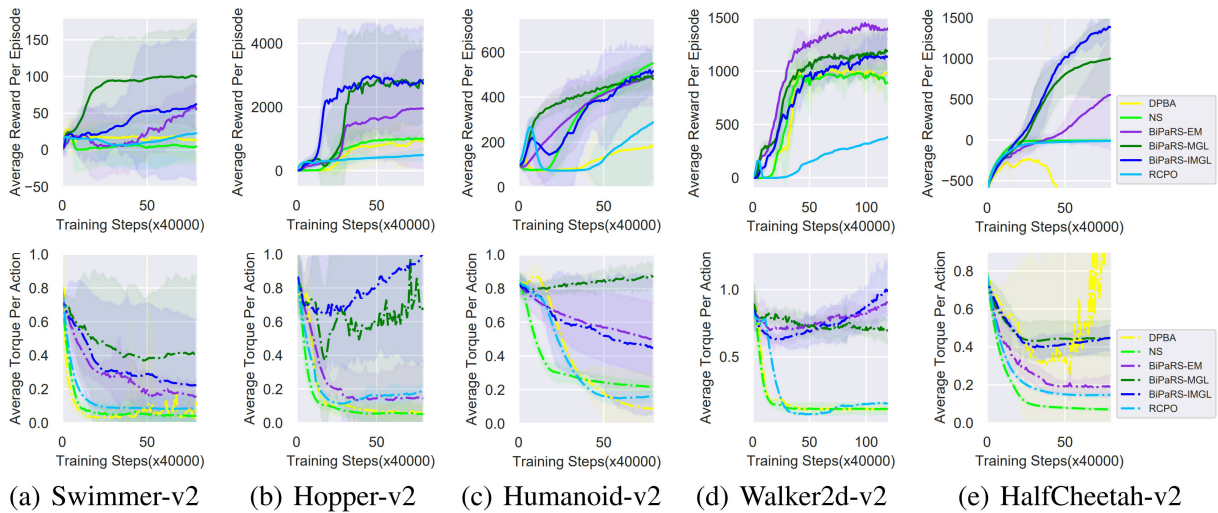 Average Reward Per Episode
150
100
50
0
−50
0
50
Training Steps(x40000)
Average Reward Per Episode
4000
2000
0
0
50
Training Steps(x40000)
Average Reward Per Episode
600
400
200
0
0
50
Training Steps(x40000)
Average Reward Per Episode
1500
1000
500
0
0
50
100
Training Steps(x40000)
Average Reward Per Episode
1500
1000
500
0
−500
0
50
Training Steps(x40000)
DPBA
NS
BiPaRS-EM
BiPaRS-MGL
BiPaRS-IMGL
RCPO
Average Torque Per Action
1.0
0.8
0.6
0.4
0.2
0.0
0
50
Training Steps(x40000)
Average Torque Per Action
1.0
0.8
0.6
0.4
0.2
0.0
0
50
Training Steps(x40000)
Average Torque Per Action
1.0
0.8
0.6
0.4
0.2
0.0
0
50
Training Steps(x40000)
Average Torque Per Action
1.0
0.5
0
50
100
Training Steps(x40000)
Average Torque Per Action
0.8
0.6
0.4
0.2
0.0
0
50
Training Steps(x40000)
DPBA
NS
BiPaRS-EM
BiPaRS-MGL
BiPaRS-IMGL
RCPO
(a) Swimmer-v2
(b) Hopper-v2
(c) Humanoid-v2
(d) Walker2d-v2
(e) HalfCheetah-v2